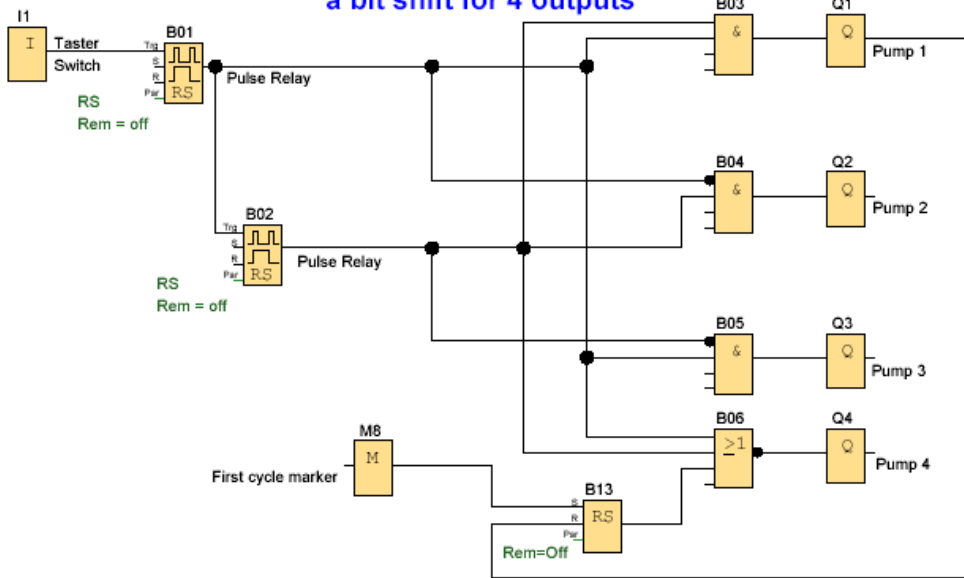 a bit shift for 4 outputs
I1
I
Taster
Switch
B01
Trg
S
R
Par
RS
Pulse Relay
RS
Rem = off
B02
Trg
S
R
Par
RS
Pulse Relay
RS
Rem = off
B03
&
Q1
Q
Pump 1
B04
&
Q2
Q
Pump 2
B05
&
Q3
Q
Pump 3
B06
≥1
Q4
Q
Pump 4
M8
M
First cycle marker
B13
S
R
Par
RS
Rem=Off